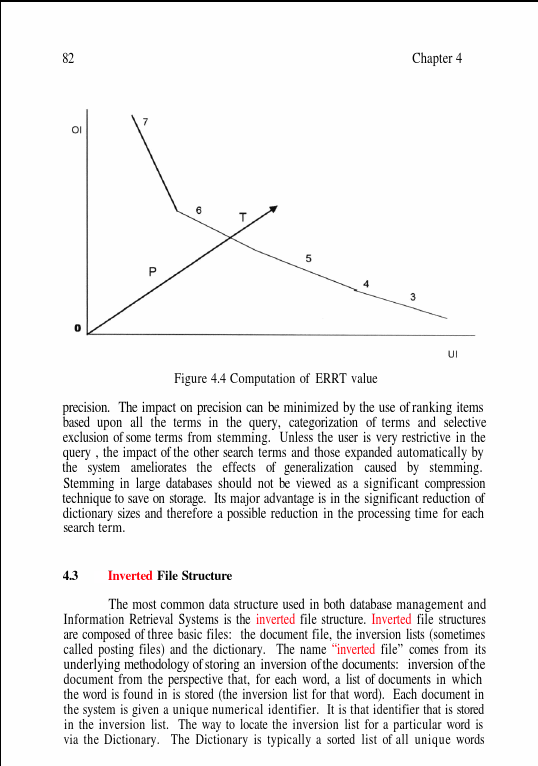 82
Chapter 4
7
OI
6
T
5
P
4
3
0
UI
Figure 4.4 Computation of ERRT value
precision. The impact on precision can be minimized by the use of ranking items
based upon all the terms in the query, categorization of terms and selective
exclusion of some terms from stemming. Unless the user is very restrictive in the
query , the impact of the other search terms and those expanded automatically by
the system ameliorates the effects of generalization caused by stemming.
Stemming in large databases should not be viewed as a significant compression
technique to save on storage. Its major advantage is in the significant reduction of
dictionary sizes and therefore a possible reduction in the processing time for each
search term.
4.3 Inverted File Structure
The most common data structure used in both database management and
Information Retrieval Systems is the inverted file structure. Inverted file structures
are composed of three basic files: the document file, the inversion lists (sometimes
called posting files) and the dictionary. The name “inverted file” comes from its
underlying methodology of storing an inversion of the documents: inversion of the
document from the perspective that, for each word, a list of documents in which
the word is found in is stored (the inversion list for that word). Each document in
the system is given a unique numerical identifier. It is that identifier that is stored
in the inversion list. The way to locate the inversion list for a particular word is
via the Dictionary. The Dictionary is typically a sorted list of all unique words